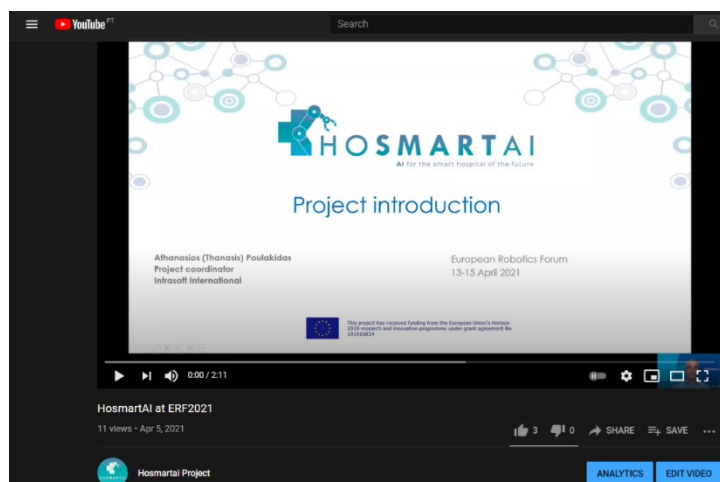 YouTube PT
Search
HOSMARTAI
AI for the smart hospital of the future
Project introduction
Athanasios (Thanasis) Poulakidas
Project coordinator
Intrasoft International
European Robotics Forum
13-15 April 2021
This project has received funding from the European Union's Horizon
2020 research and innovation programme under grant agreement No
101016834
0:00 / 2:11
HosmartAI at ERF2021
11 views • Apr 5, 2021
3
0
SHARE
SAVE
Hosmartai Project
ANALYTICS
EDIT VIDEO